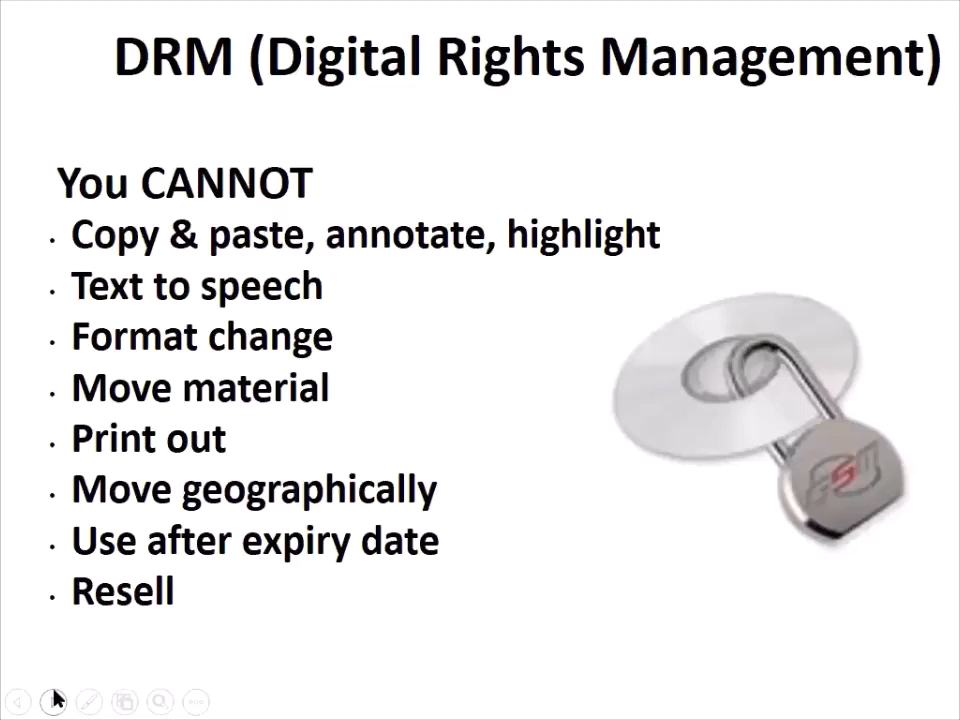 DRM (Digital Rights Management)
You CANNOT
· Copy & paste, annotate, highlight
· Text to speech
· Format change
· Move material
· Print out
· Move geographically
· Use after expiry date
· Resell